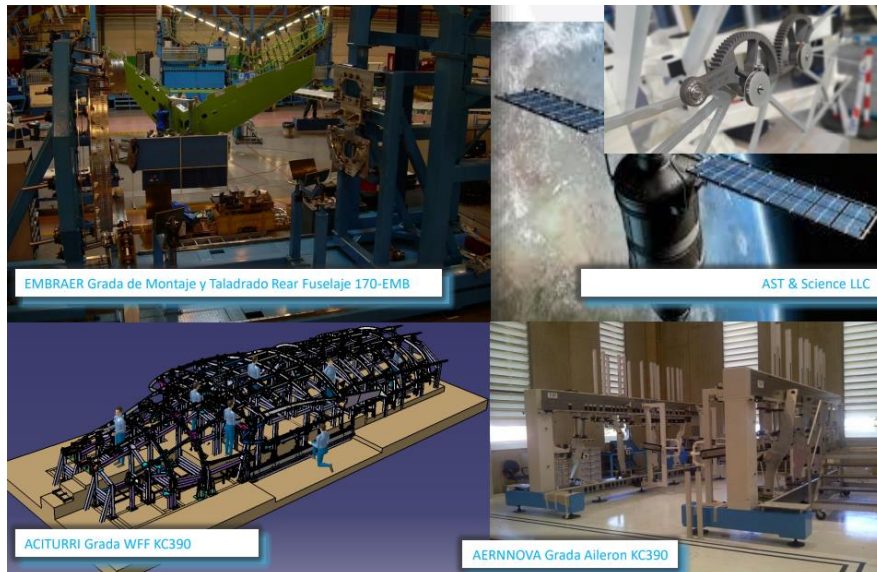 EMBRAER Grada de Montaje y Taladrado Rear Fuselaje 170-EMB
AST & Science LLC
ACITURRI Grada WFF KC390
AERNNOVA Grada Aileron KC390